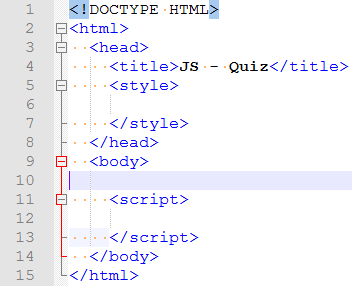 1 <!DOCTYPE HTML>
2 <html>
3 <head>
4 <title>JS - Quiz</title>
5 <style>
6
7 </style>
8 </head>
9 <body>
10
11 <script>
12
13 </script>
14 </body>
15 </html>